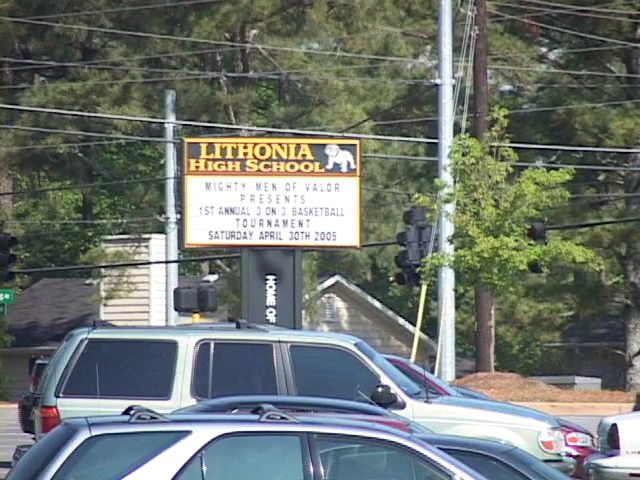 LITHONIA
HIGH SCHOOL
MIGHTY MEN OF VALOR
PRESENTS
1ST ANNUAL 3 ON 3 BASKETBALL
TOURNAMENT
SATURDAY APRIL 30TH 2005
HOME OF